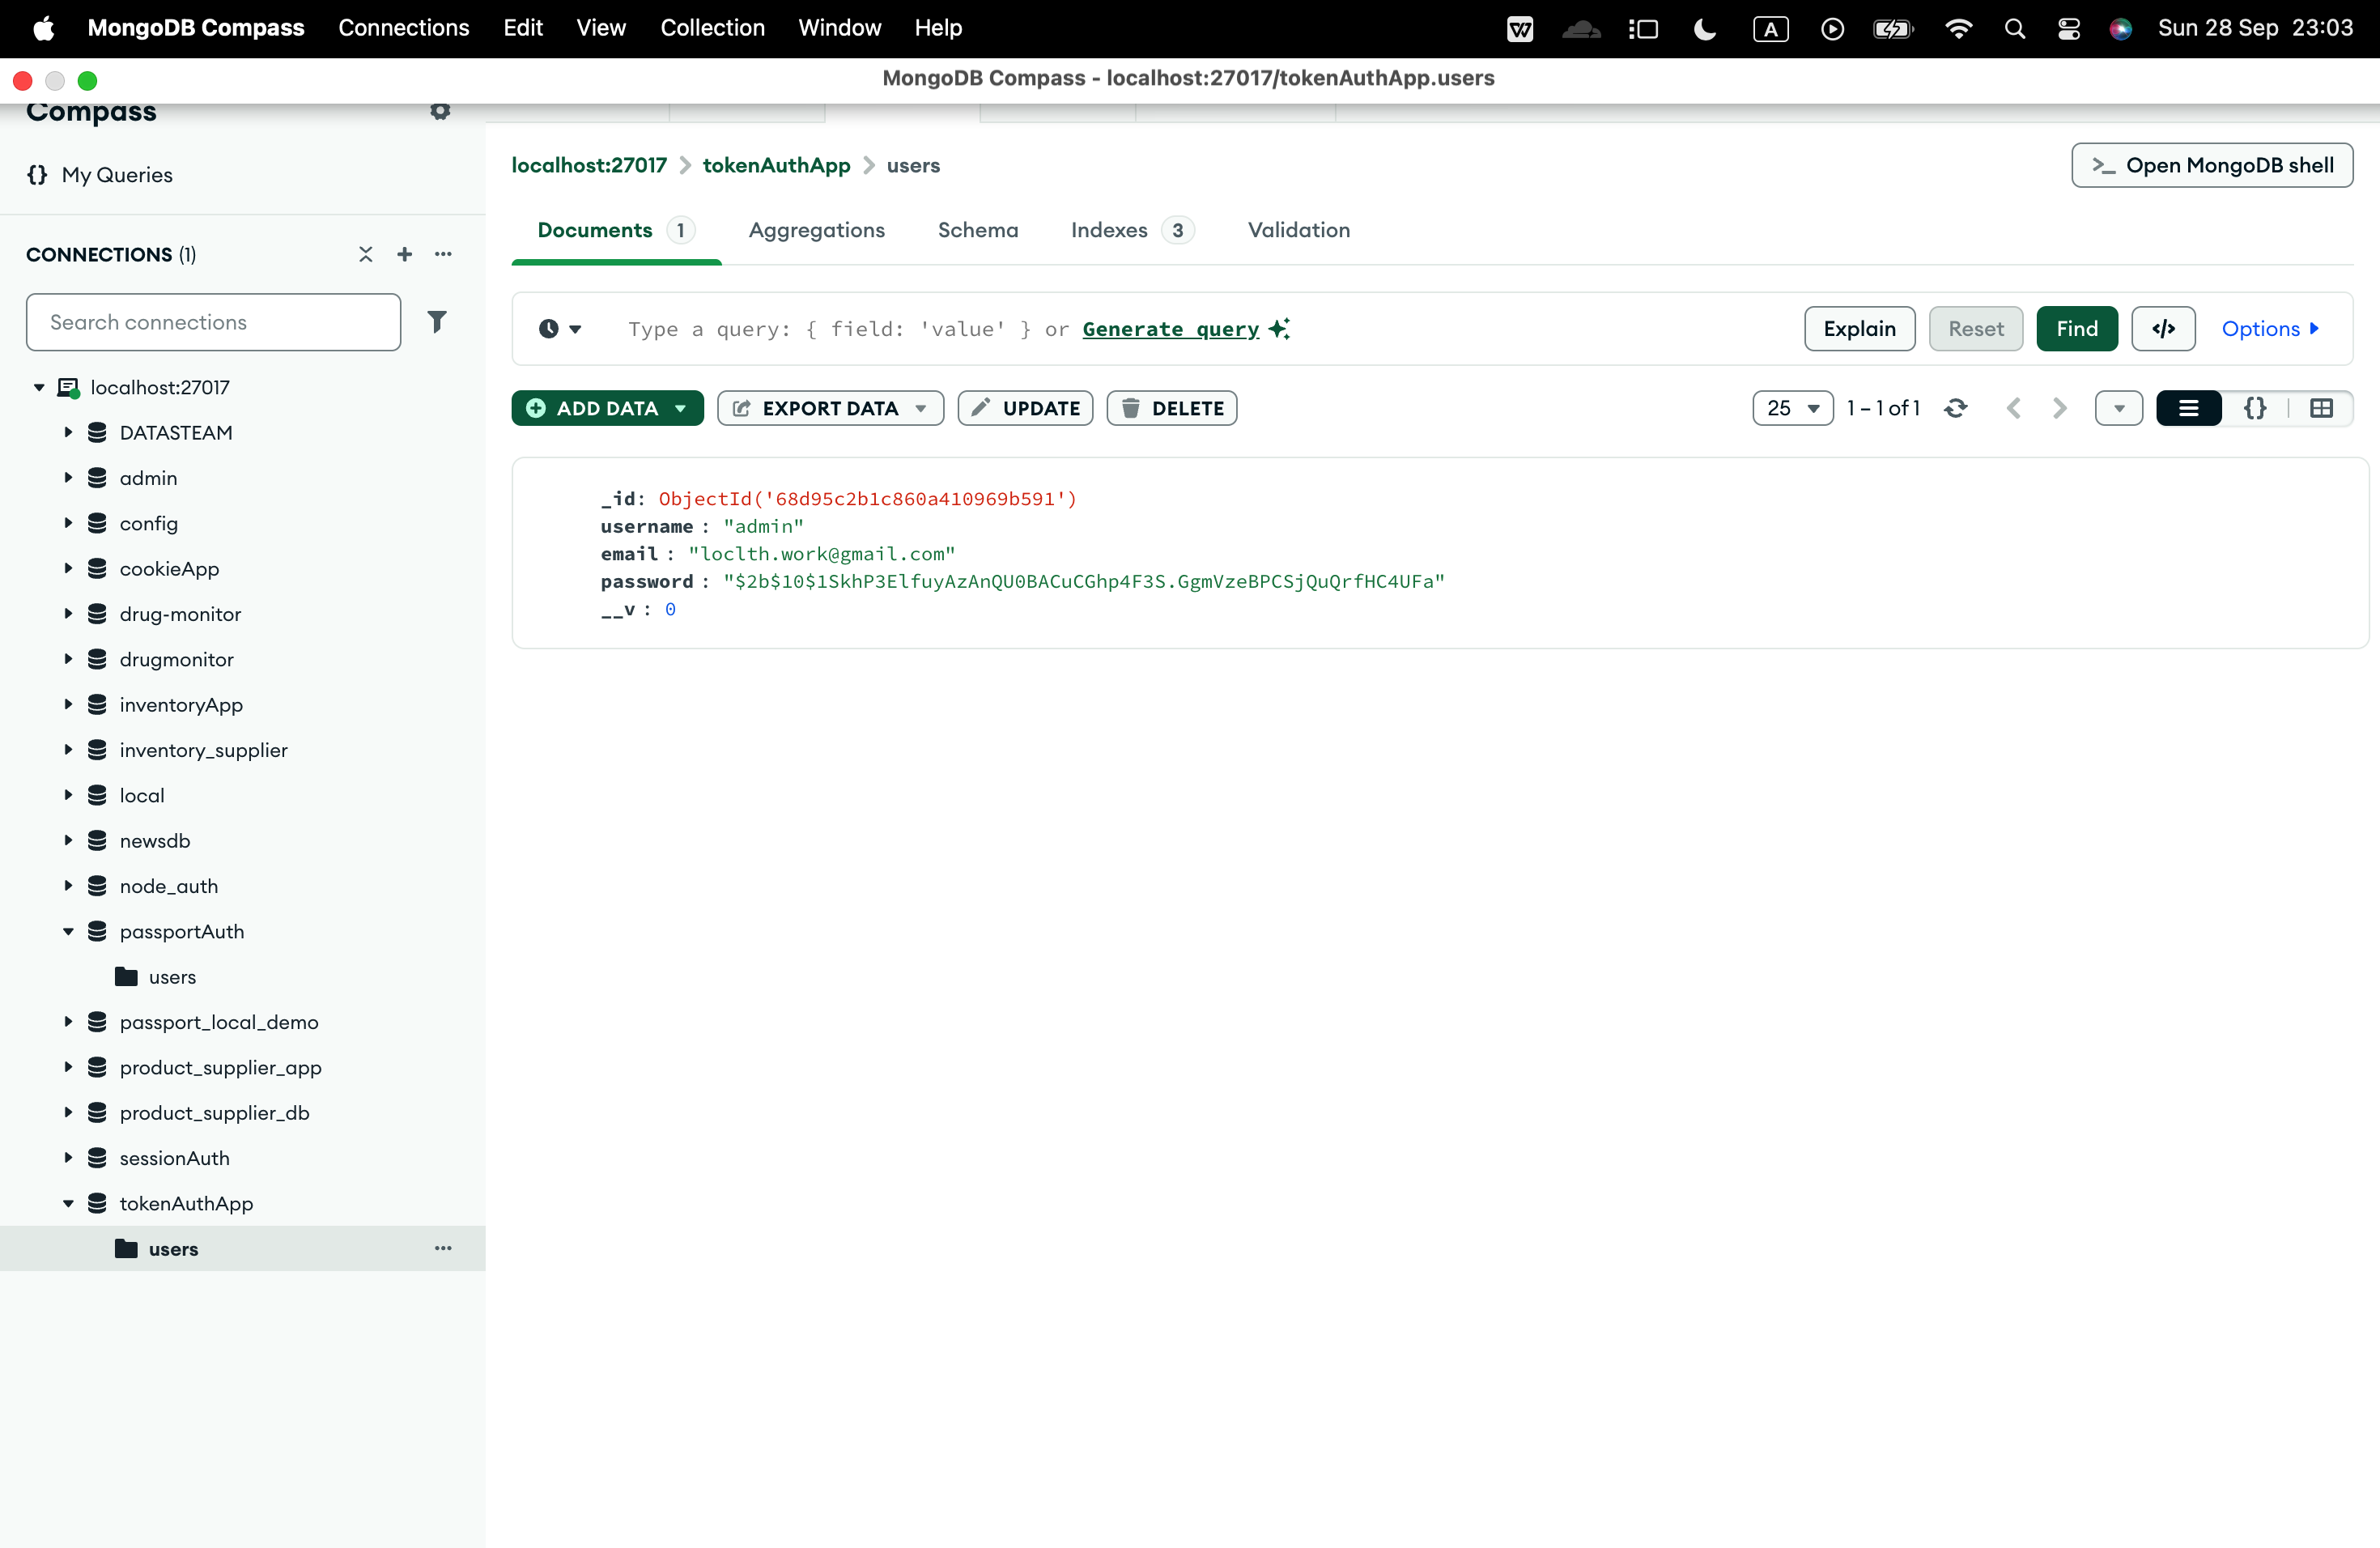 MongoDB Compass Connections Edit View Collection Window Help A Sun 28 Sep 23:03
MongoDB Compass - localhost:27017/tokenAuthApp.users
Compass
{} My Queries
CONNECTIONS (1)
Search connections
localhost:27017
DATASTEAM
admin
config
cookieApp
drug-monitor
drugmonitor
inventoryApp
inventory_supplier
local
newsdb
node_auth
passportAuth
users
passport_local_demo
product_supplier_app
product_supplier_db
sessionAuth
tokenAuthApp
users
localhost:27017 > tokenAuthApp > users
>_ Open MongoDB shell
Documents 1 Aggregations Schema Indexes 3 Validation
Type a query: { field: 'value' } or Generate query
Explain Reset Find </> Options
ADD DATA EXPORT DATA UPDATE DELETE
25 1 – 1 of 1 {}
_id: ObjectId('68d95c2b1c860a410969b591')
username : "admin"
email : "loclth.work@gmail.com"
password : "$2b$10$1SkhP3ElfuyAzAnQU0BACuCGhp4F3S.GgmVzeBPCSjQuQrfHC4UFa"
__v : 0